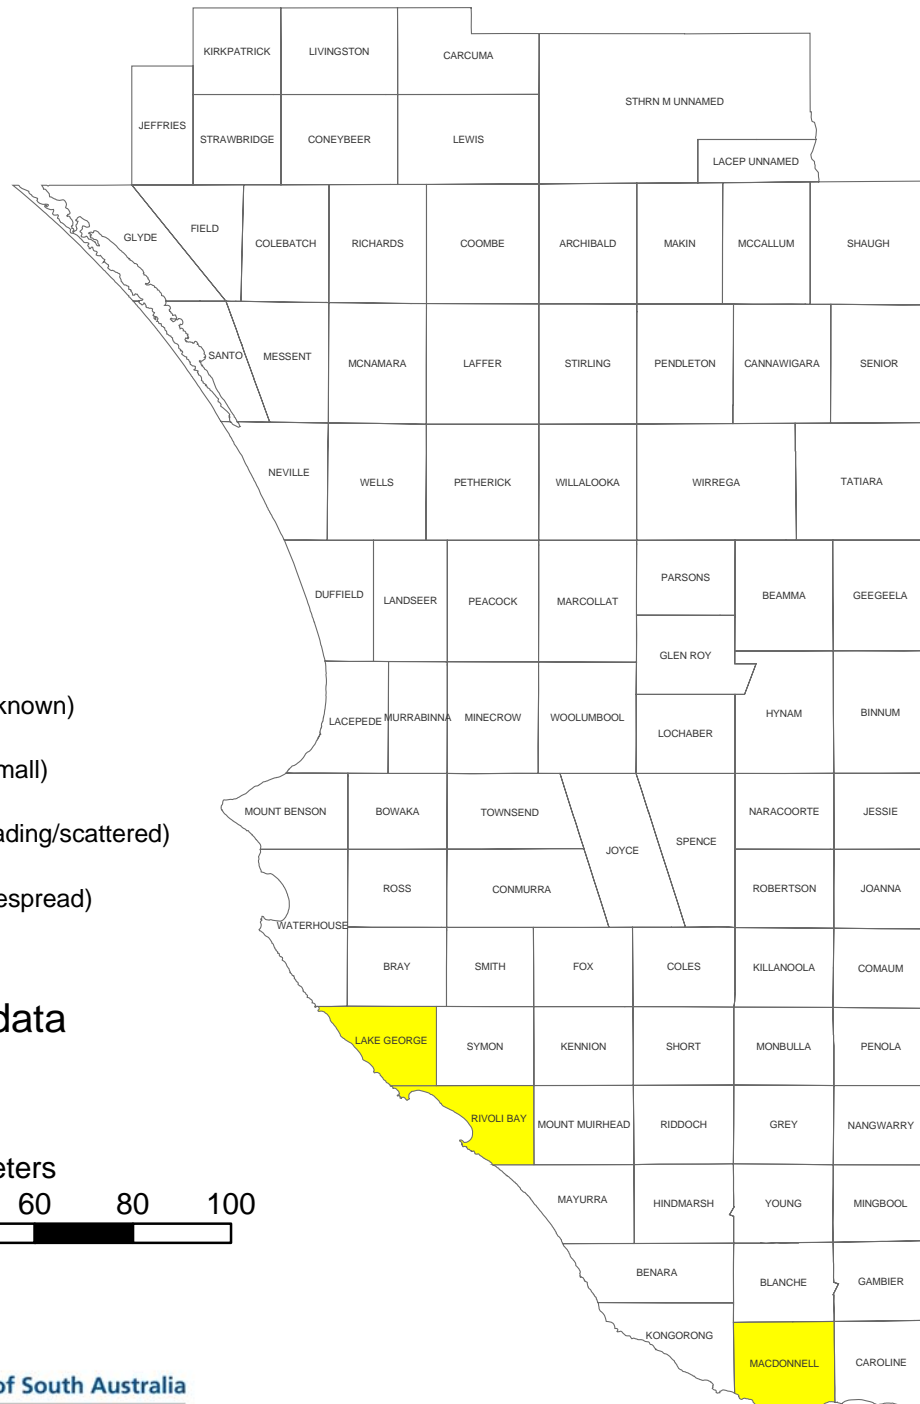 KIRKPATRICK
LIVINGSTON
CARCUMA
STHRN M UNNAMED
JEFFRIES
STRAWBRIDGE
CONEYBEER
LEWIS
LACEP UNNAMED
GLYDE
FIELD
COLEBATCH
RICHARDS
COOMBE
ARCHIBALD
MAKIN
MCCALLUM
SHAUGH
SANTO
MESSENT
MCNAMARA
LAFFER
STIRLING
PENDLETON
CANNAWIGARA
SENIOR
NEVILLE
WELLS
PETHERICK
WILLALOOKA
WIRREGA
TATIARA
DUFFIELD
LANDSEER
PEACOCK
MARCOLLAT
PARSONS
BEAMMA
GEEGEELA
GLEN ROY
known)
LACEPEDE
MURRABINNA
MINECROW
WOOLUMBOOL
LOCHABER
HYNAM
BINNUM
mall)
MOUNT BENSON
BOWAKA
TOWNSEND
JOYCE
SPENCE
NARACOORTE
JESSIE
ading/scattered)
ROSS
CONMURRA
ROBERTSON
JOANNA
espread)
WATERHOUSE
BRAY
SMITH
FOX
COLES
KILLANOOLA
COMAUM
data
LAKE GEORGE
SYMON
KENNION
SHORT
MONBULLA
PENOLA
RIVOLI BAY
MOUNT MUIRHEAD
RIDDOCH
GREY
NANGWARRY
eters
60 80 100
MAYURRA
HINDMARSH
YOUNG
MINGBOOL
BENARA
BLANCHE
GAMBIER
KONGORONG
MACDONNELL
CAROLINE
of South Australia